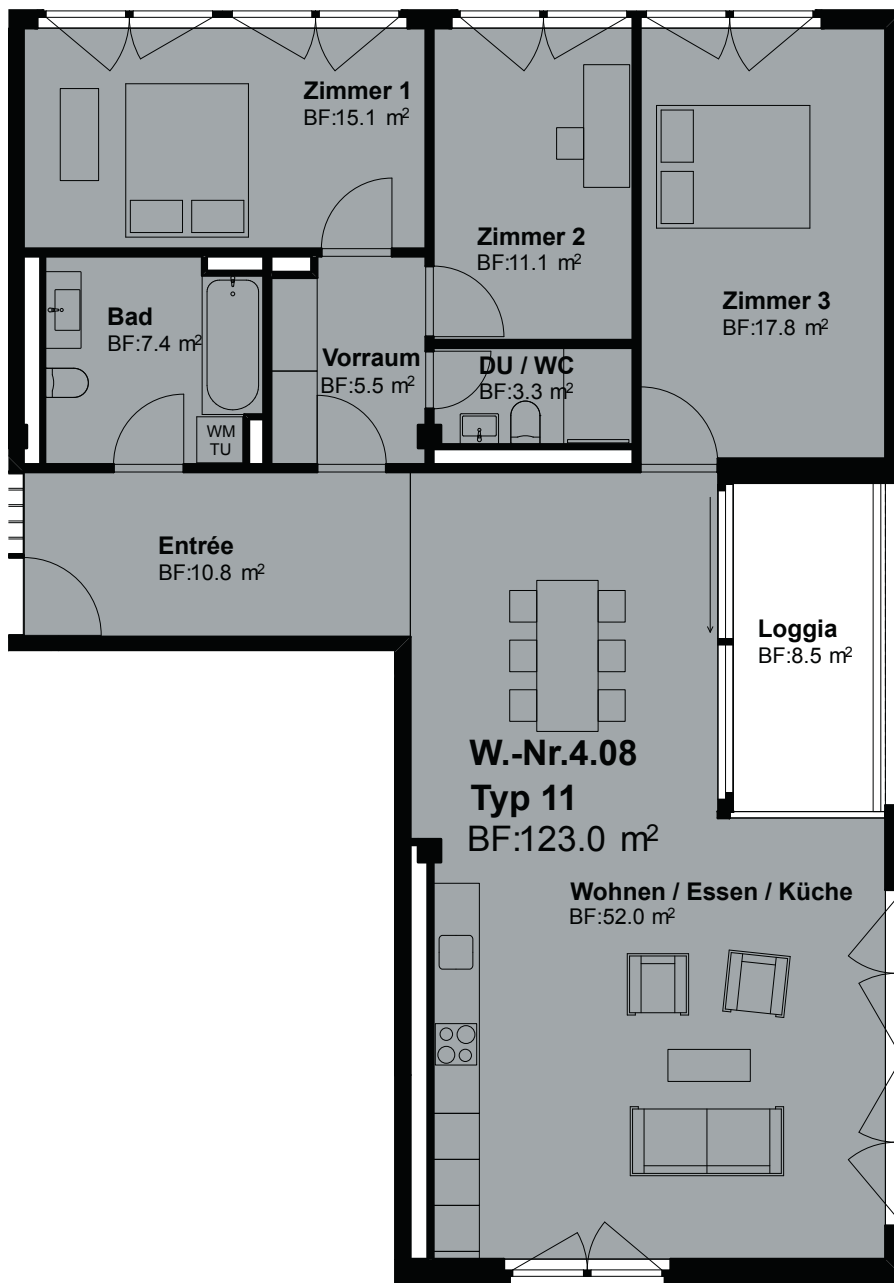 Zimmer 1
BF:15.1 m²
Zimmer 2
BF:11.1 m²
Zimmer 3
BF:17.8 m²
Bad
BF:7.4 m²
Vorraum
BF:5.5 m²
DU / WC
BF:3.3 m²
WM
TU
Entrée
BF:10.8 m²
Loggia
BF:8.5 m²
W.-Nr.4.08
Typ 11
BF:123.0 m²
Wohnen / Essen / Küche
BF:52.0 m²